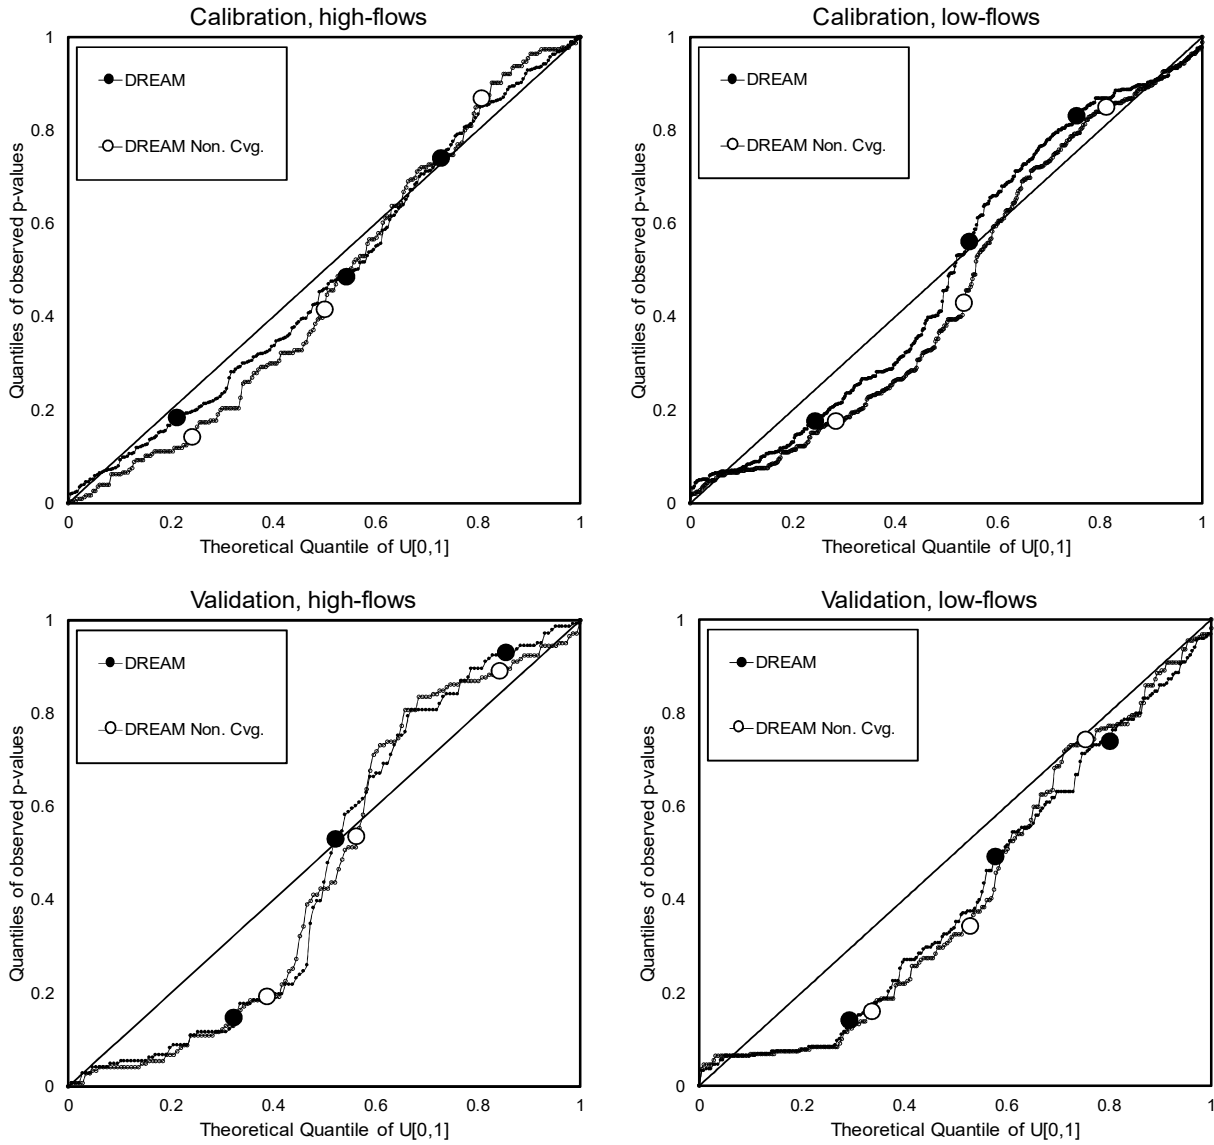 Calibration, high-flows
1
0.8
0.6
0.4
0.2
0
Quantiles of observed p-values
DREAM
DREAM Non. Cvg.
0 0.2 0.4 0.6 0.8 1
Theoretical Quantile of U[0,1]
Calibration, low-flows
1
0.8
0.6
0.4
0.2
0
Quantiles of observed p-values
DREAM
DREAM Non. Cvg.
0 0.2 0.4 0.6 0.8 1
Theoretical Quantile of U[0,1]
Validation, high-flows
1
0.8
0.6
0.4
0.2
0
Quantiles of observed p-values
DREAM
DREAM Non. Cvg.
0 0.2 0.4 0.6 0.8 1
Theoretical Quantile of U[0,1]
Validation, low-flows
1
0.8
0.6
0.4
0.2
0
Quantiles of observed p-values
DREAM
DREAM Non. Cvg.
0 0.2 0.4 0.6 0.8 1
Theoretical Quantile of U[0,1]